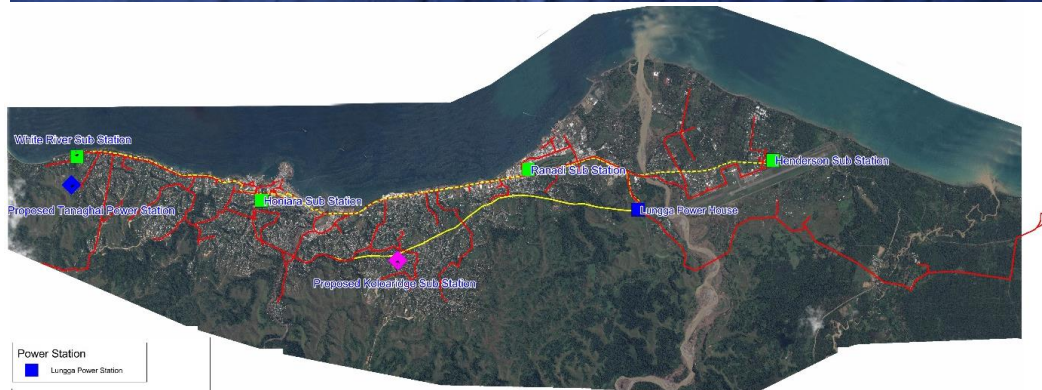 White River Sub Station
Proposed Tanaghai Power Station
Honiara Sub Station
Ranadi Sub Station
Henderson Sub Station
Lungga Power House
Proposed Koloaridge Sub Station
Power Station
Lungga Power Station